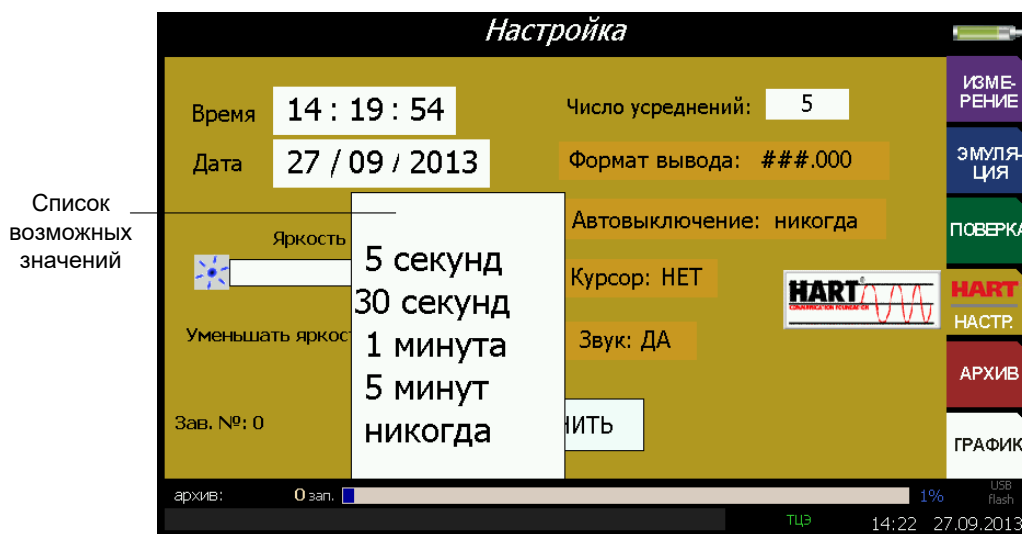 Настройка
Список
возможных
значений
Время 14 : 19 : 54
Дата 27 / 09 / 2013
Яркость
Уменьшать яркос
Зав. №: 0
5 секунд
30 секунд
1 минута
5 минут
никогда
Число усреднений: 5
Формат вывода: ###.000
Автовыключение: никогда
Курсор: НЕТ
Звук: ДА
НИТЬ
HART
COMMUNICATION FOUNDATION
ИЗМЕ-
РЕНИЕ
ЭМУЛЯ-
ЦИЯ
ПОВЕРКА
HART
НАСТР.
АРХИВ
ГРАФИК
архив: 0 зап. 1%
USB
flash
ТЦЭ 14:22 27.09.2013